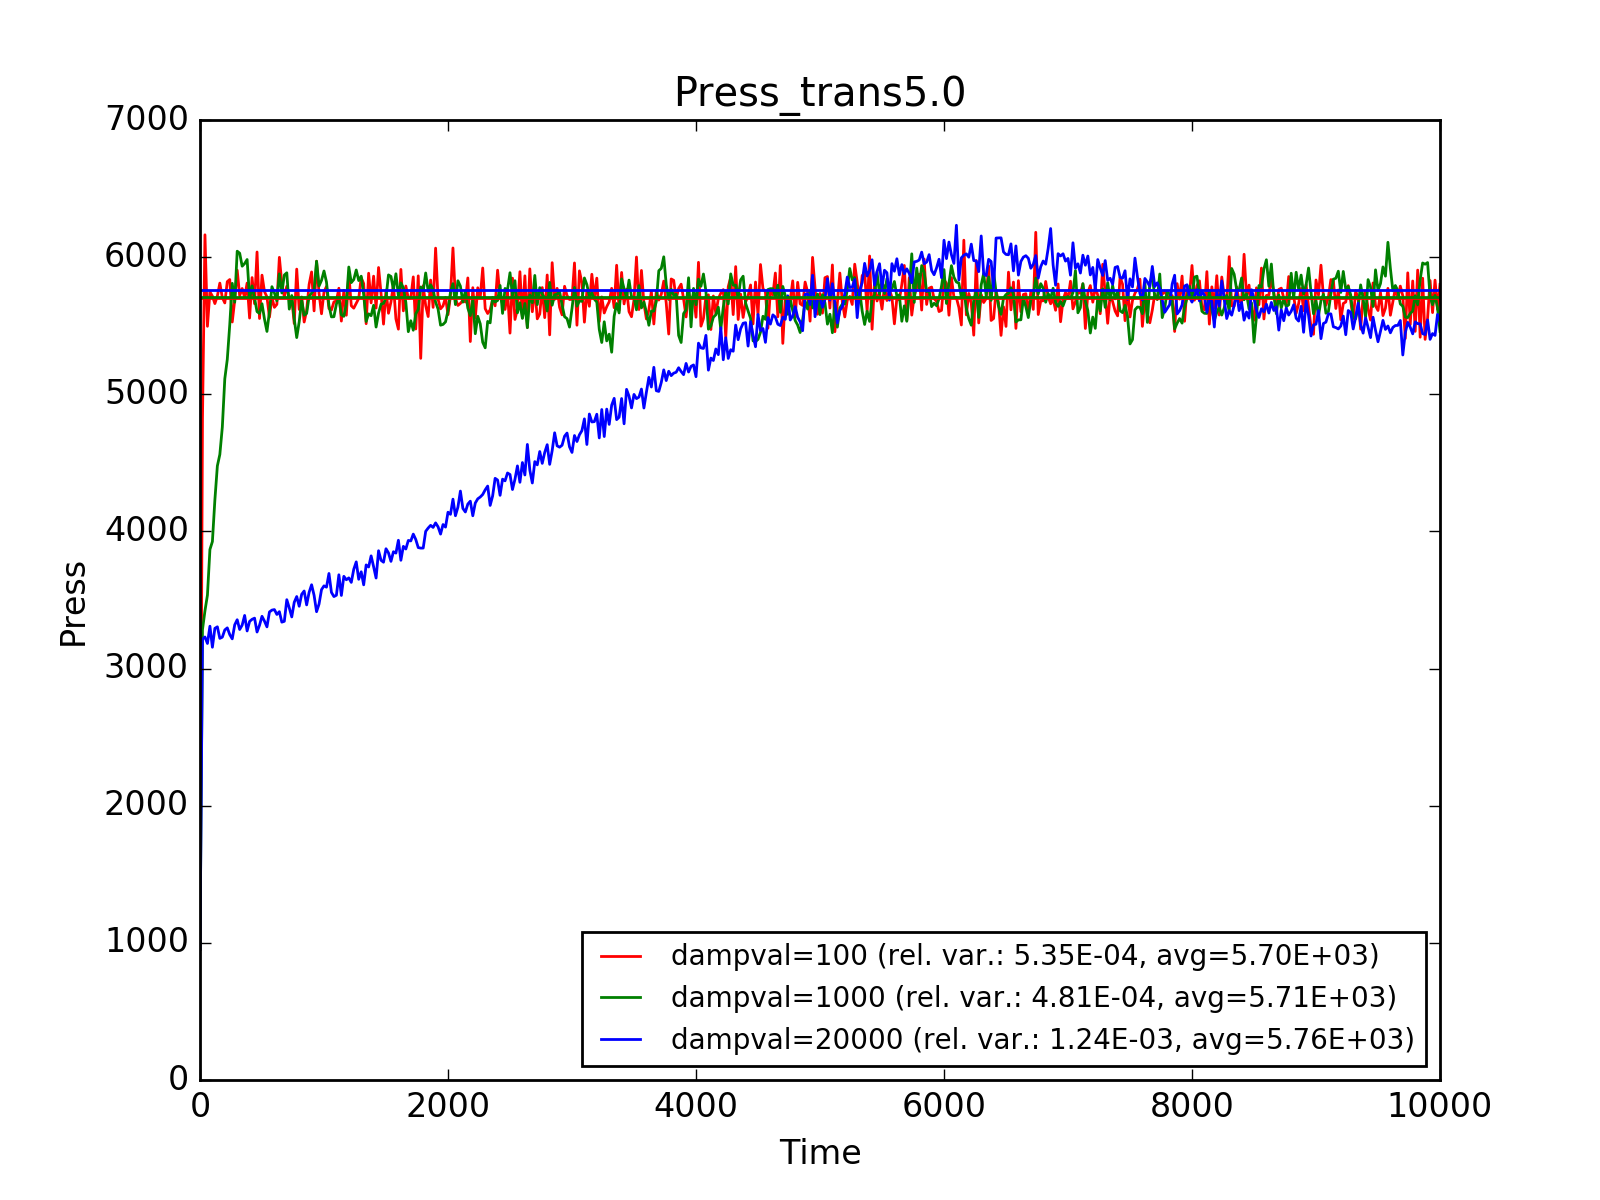 Press_trans5.0
7000
6000
5000
4000
3000
2000
1000
0
Press
dampval=100 (rel. var.: 5.35E-04, avg=5.70E+03)
dampval=1000 (rel. var.: 4.81E-04, avg=5.71E+03)
dampval=20000 (rel. var.: 1.24E-03, avg=5.76E+03)
0 2000 4000 6000 8000 10000
Time